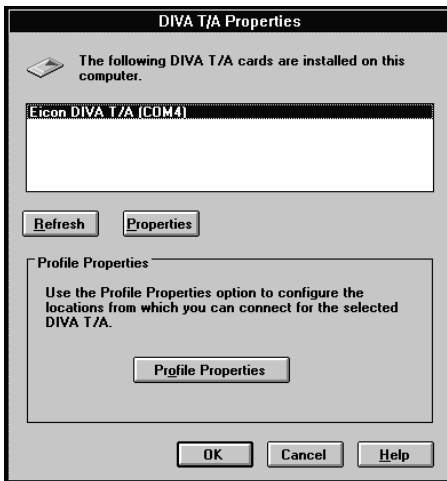 DIVA T/A Properties
The following DIVA T/A cards are installed on this
computer.
Eicon DIVA T/A (COM4)
Refresh Properties
Profile Properties
Use the Profile Properties option to configure the
locations from which you can connect for the selected
DIVA T/A.
Profile Properties
OK Cancel Help